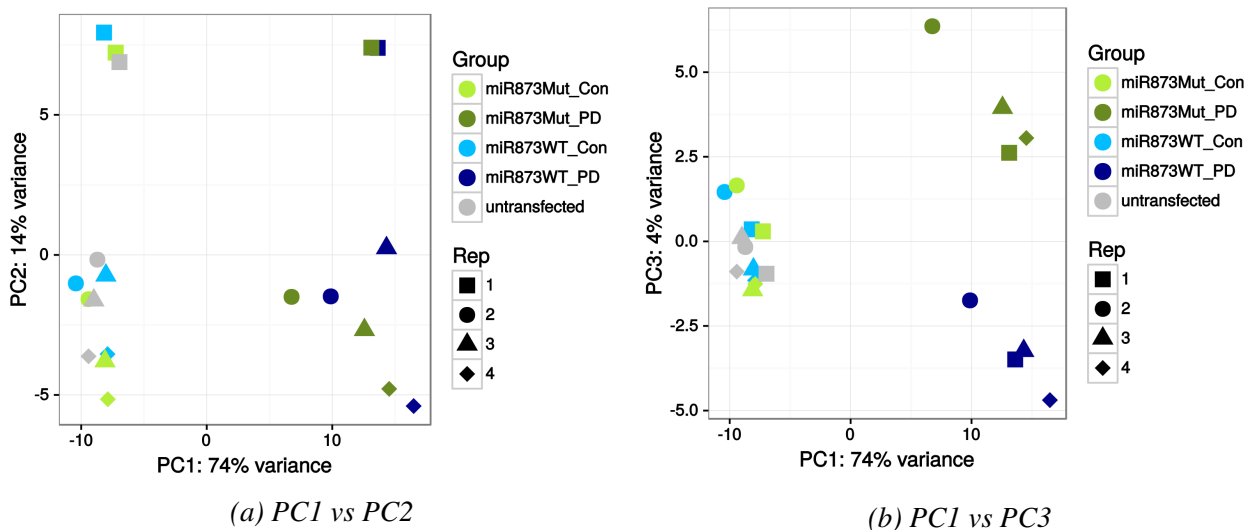 PC2: 14% variance
5
0
-5
-10
0
10
PC1: 74% variance
Group
miR873Mut_Con
miR873Mut_PD
miR873WT_Con
miR873WT_PD
untransfected
Rep
1
2
3
4
(a) PC1 vs PC2
PC3: 4% variance
5.0
2.5
0.0
-2.5
-5.0
-10
0
10
PC1: 74% variance
Group
miR873Mut_Con
miR873Mut_PD
miR873WT_Con
miR873WT_PD
untransfected
Rep
1
2
3
4
(b) PC1 vs PC3